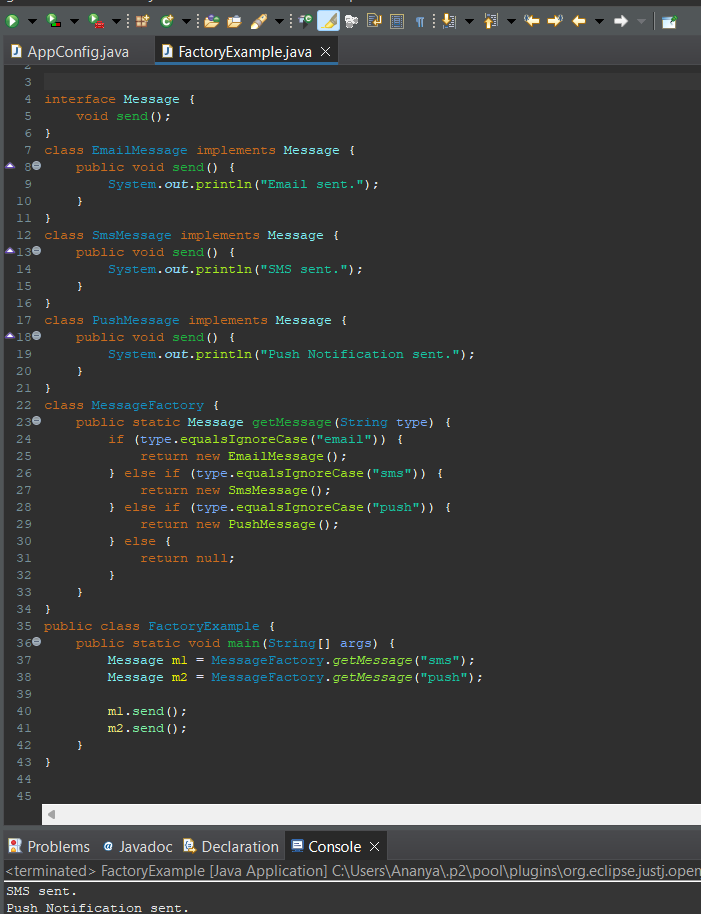 AppConfig.java
FactoryExample.java
2
3
4 interface Message {
5     void send();
6 }
7 class EmailMessage implements Message {
8     public void send() {
9         System.out.println("Email sent.");
10     }
11 }
12 class SmsMessage implements Message {
13     public void send() {
14         System.out.println("SMS sent.");
15     }
16 }
17 class PushMessage implements Message {
18     public void send() {
19         System.out.println("Push Notification sent.");
20     }
21 }
22 class MessageFactory {
23     public static Message getMessage(String type) {
24         if (type.equalsIgnoreCase("email")) {
25             return new EmailMessage();
26         } else if (type.equalsIgnoreCase("sms")) {
27             return new SmsMessage();
28         } else if (type.equalsIgnoreCase("push")) {
29             return new PushMessage();
30         } else {
31             return null;
32         }
33     }
34 }
35 public class FactoryExample {
36     public static void main(String[] args) {
37         Message m1 = MessageFactory.getMessage("sms");
38         Message m2 = MessageFactory.getMessage("push");
39
40         m1.send();
41         m2.send();
42     }
43 }
44
45
Problems @ Javadoc Declaration Console
<terminated> FactoryExample [Java Application] C:\Users\Ananya\.p2\pool\plugins\org.eclipse.justj.open
SMS sent.
Push Notification sent.